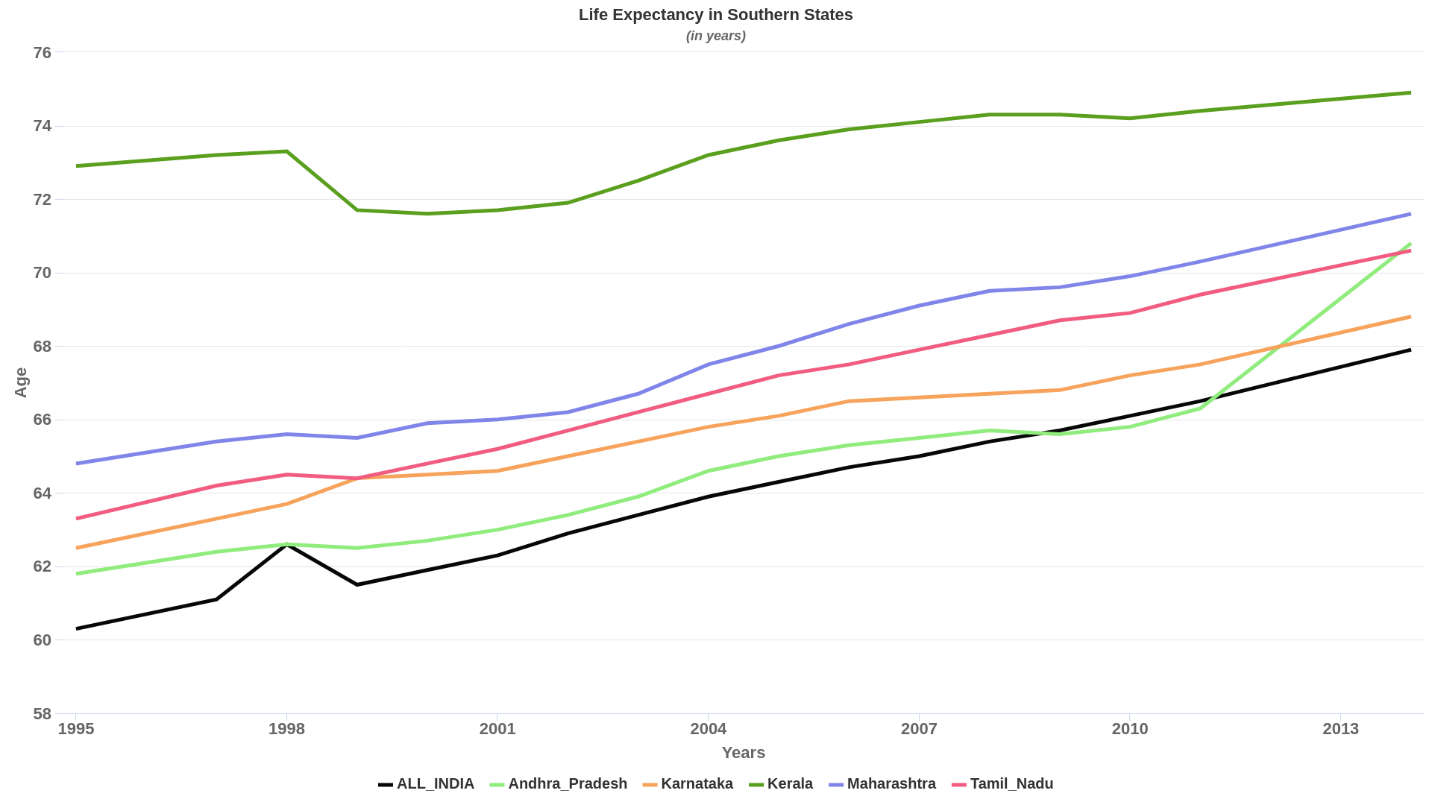 Life Expectancy in Southern States
(in years)
76
74
72
70
68
66
64
62
60
58
Age
1995 1998 2001 2004 2007 2010 2013
Years
ALL_INDIA Andhra_Pradesh Karnataka Kerala Maharashtra Tamil_Nadu